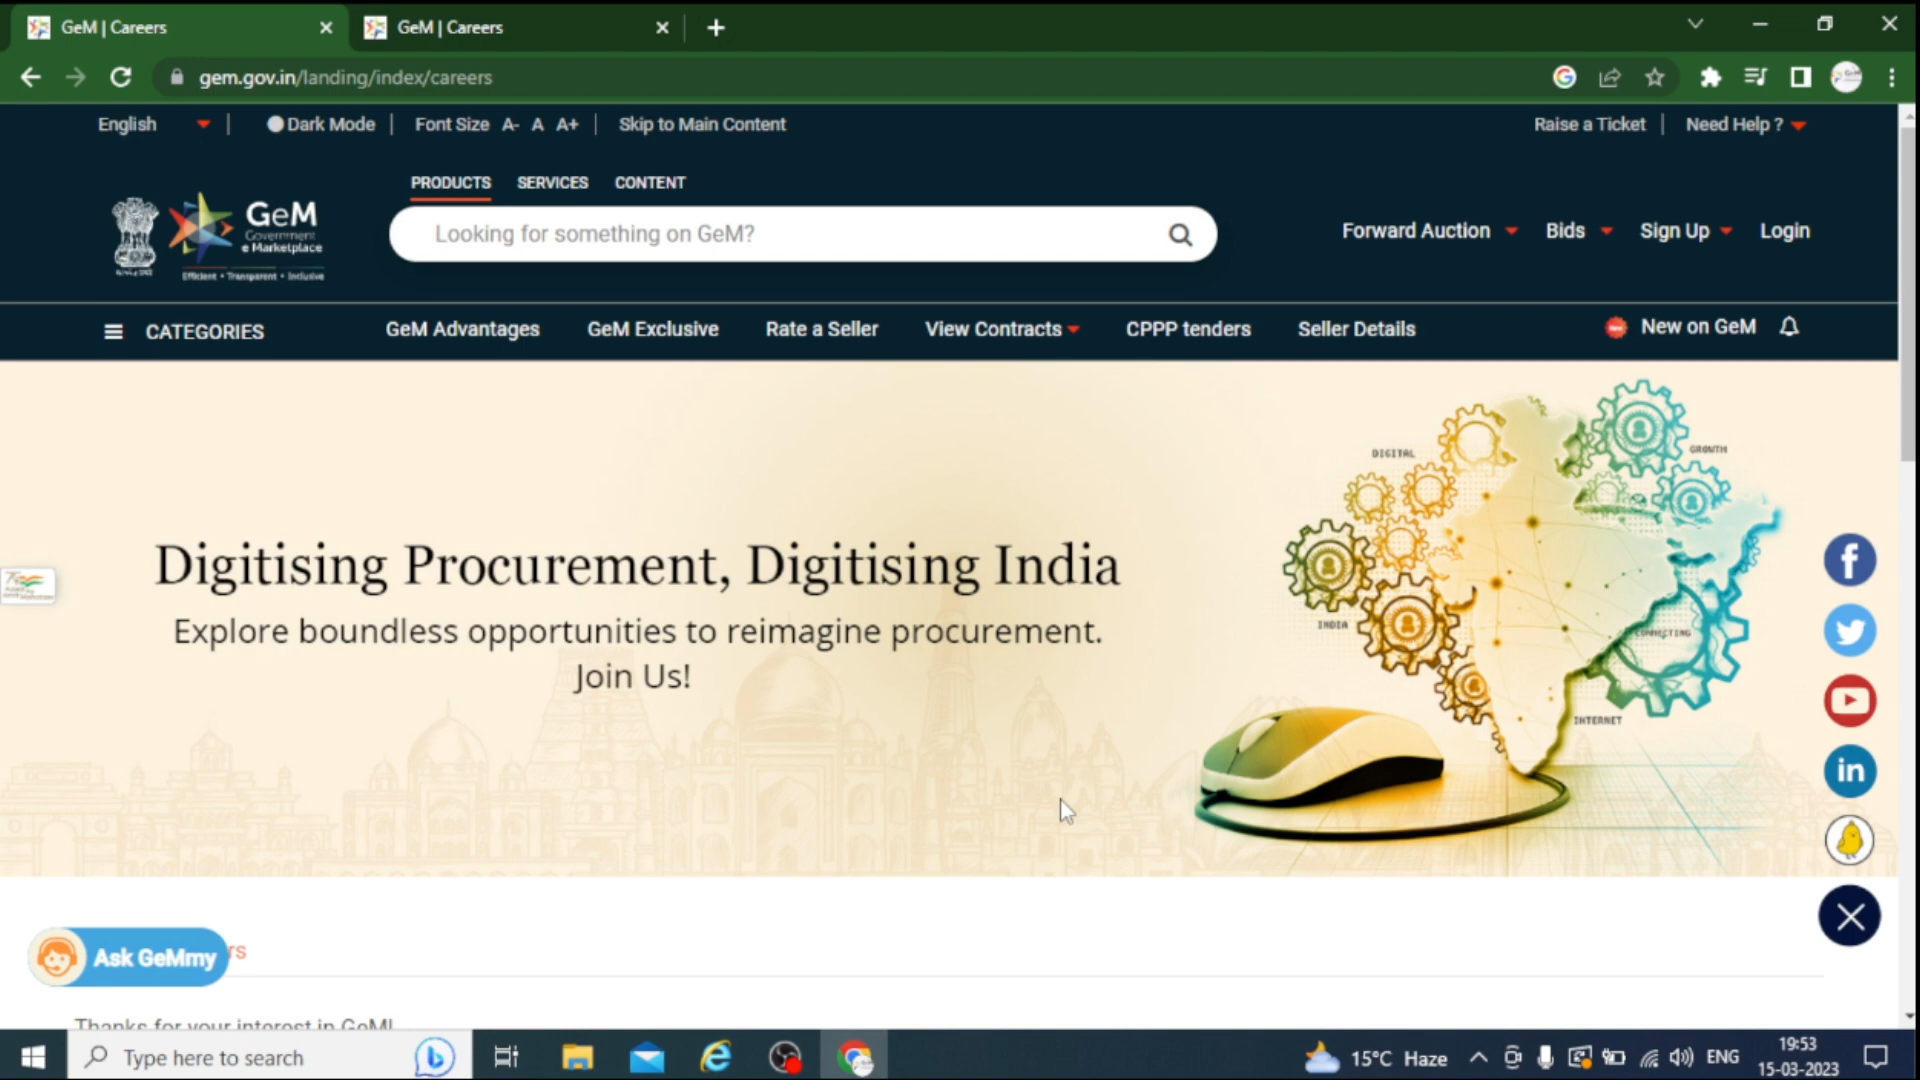 GeM | Careers
GeM | Careers
gem.gov.in/landing/index/careers
English
Dark Mode
Font Size A- A A+
Skip to Main Content
Raise a Ticket
Need Help ?
PRODUCTS SERVICES CONTENT
GeM
Government
e Marketplace
Efficient • Transparent • Inclusive
Looking for something on GeM?
Forward Auction
Bids
Sign Up
Login
CATEGORIES
GeM Advantages
GeM Exclusive
Rate a Seller
View Contracts
CPPP tenders
Seller Details
New on GeM
DIGITAL
GROWTH
Digitising Procurement, Digitising India
Explore boundless opportunities to reimagine procurement.
Join Us!
INDIA
CONNECTING
INTERNET
f
in
Ask GeMmy
rs
Thanks for your interest in GeM!
Type here to search
15°C Haze
ENG
19:53
15-03-2023